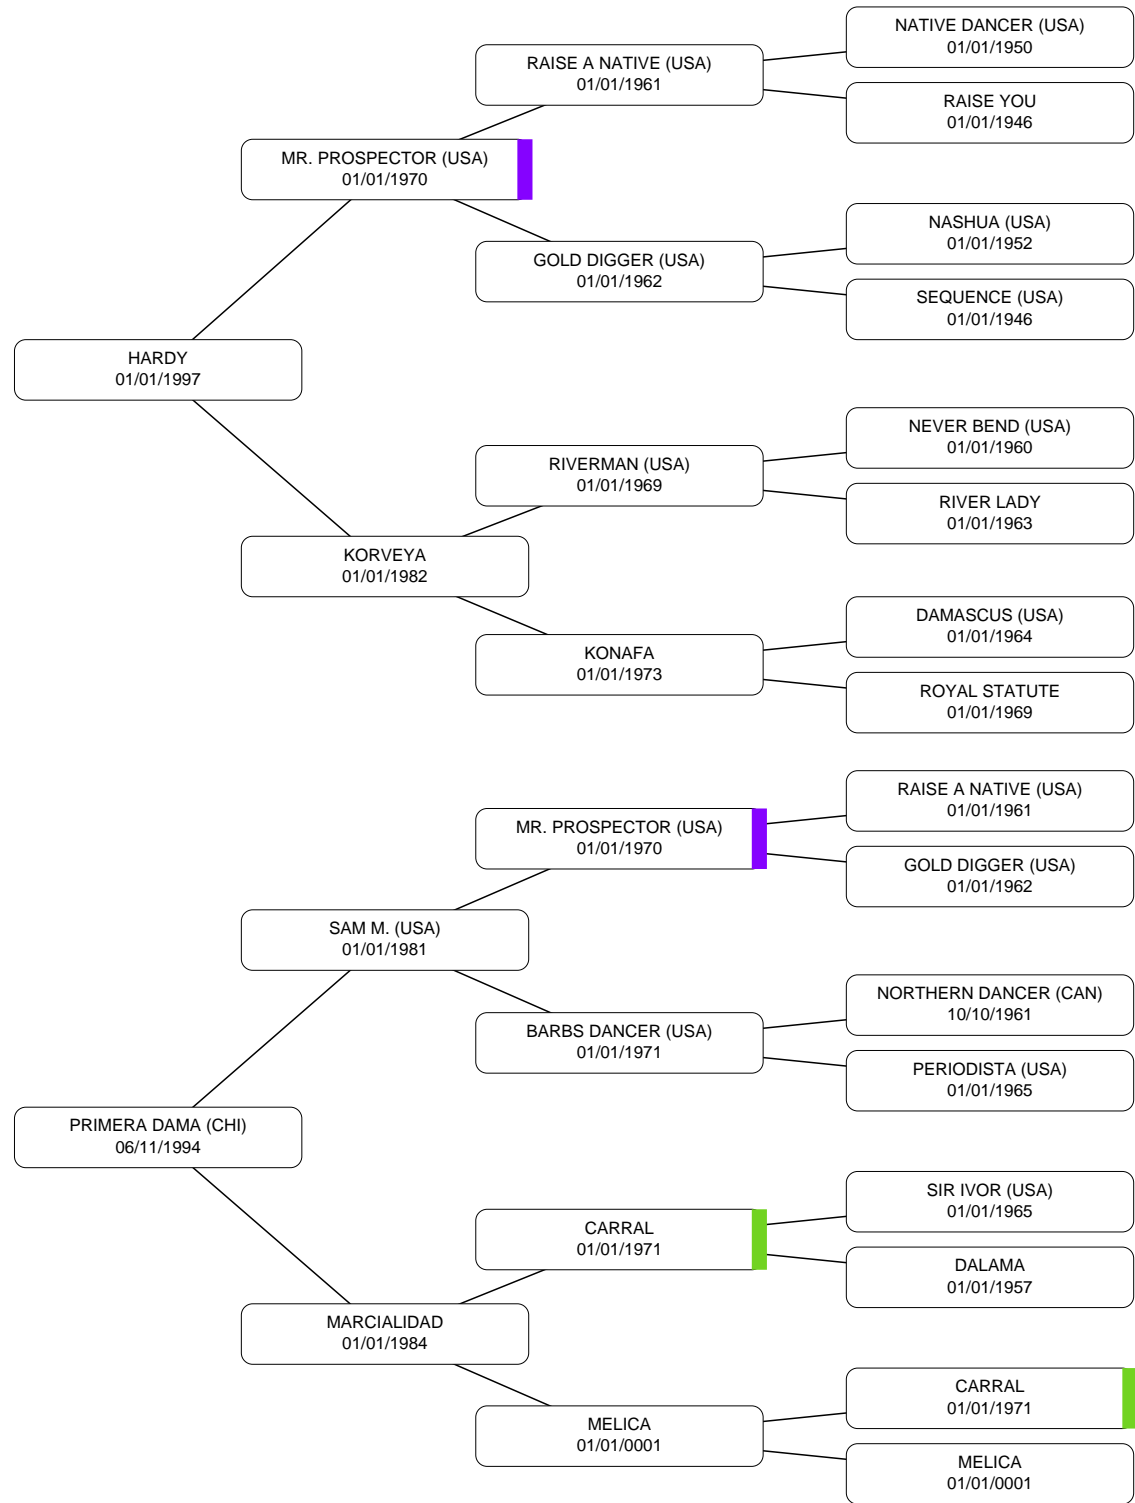 NATIVE DANCER (USA)
01/01/1950
RAISE A NATIVE (USA)
01/01/1961
RAISE YOU
01/01/1946
MR. PROSPECTOR (USA)
01/01/1970
NASHUA (USA)
01/01/1952
GOLD DIGGER (USA)
01/01/1962
SEQUENCE (USA)
01/01/1946
HARDY
01/01/1997
NEVER BEND (USA)
01/01/1960
RIVERMAN (USA)
01/01/1969
RIVER LADY
01/01/1963
KORVEYA
01/01/1982
DAMASCUS (USA)
01/01/1964
KONAFA
01/01/1973
ROYAL STATUTE
01/01/1969
RAISE A NATIVE (USA)
01/01/1961
MR. PROSPECTOR (USA)
01/01/1970
GOLD DIGGER (USA)
01/01/1962
SAM M. (USA)
01/01/1981
NORTHERN DANCER (CAN)
10/10/1961
BARBS DANCER (USA)
01/01/1971
PERIODISTA (USA)
01/01/1965
PRIMERA DAMA (CHI)
06/11/1994
SIR IVOR (USA)
01/01/1965
CARRAL
01/01/1971
DALAMA
01/01/1957
MARCIALIDAD
01/01/1984
CARRAL
01/01/1971
MELICA
01/01/0001
MELICA
01/01/0001